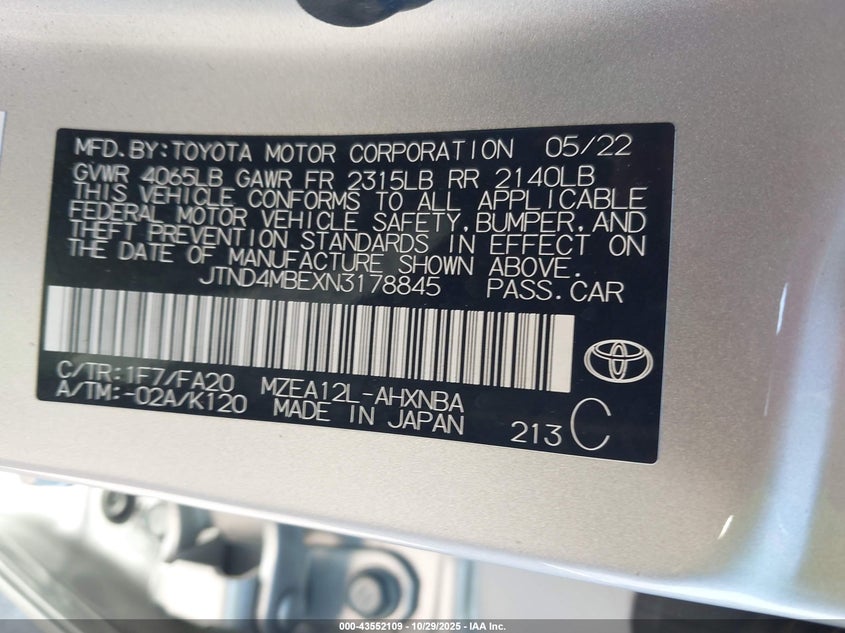 MFD.BY:TOYOTA MOTOR CORPORATION 05/22
GVWR 4065LB GAWR FR 2315LB RR 2140LB
THIS VEHICLE CONFORMS TO ALL APPLICABLE
FEDERAL MOTOR VEHICLE SAFETY,BUMPER,AND
THEFT PREVENTION STANDARDS IN EFFECT ON
THE DATE OF MANUFACTURE SHOWN ABOVE.
JTND4MBEXN3178845 PASS.CAR
C/TR:1F7/FA20 MZEA12L-AHXNBA
A/TM:-02A/K120 MADE IN JAPAN
213 C
000-43552109 10/29/2025 IAA Inc.